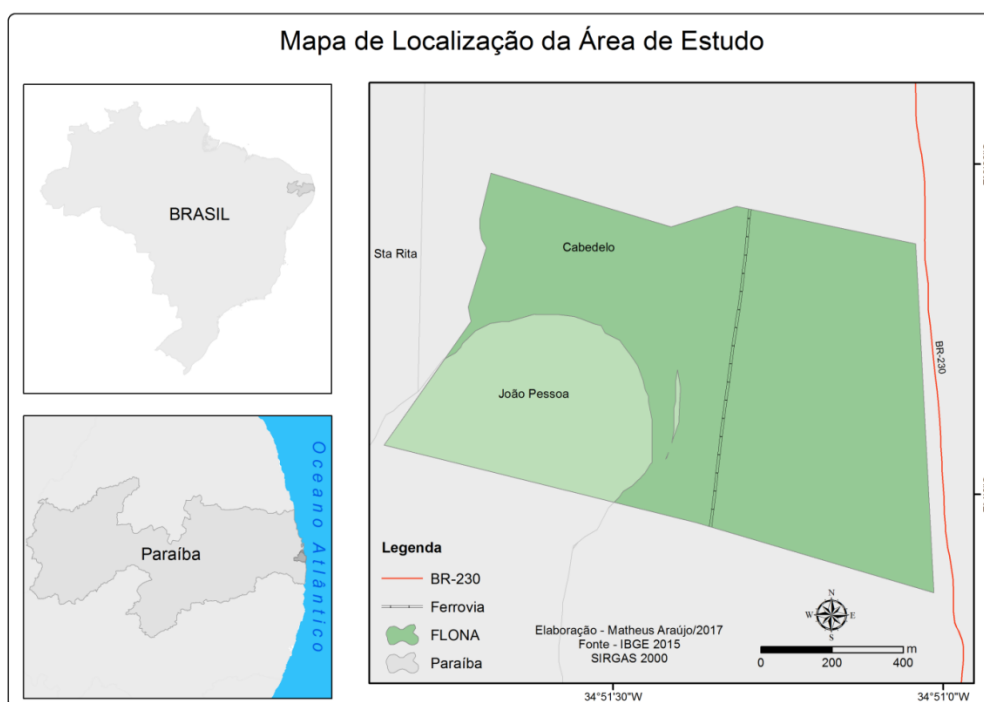 Mapa de Localização da Área de Estudo
BRASIL
Paraíba
Oceano Atlântico
Sta Rita
Cabedelo
João Pessoa
BR-230
Legenda
BR-230
Ferrovia
FLONA
Paraíba
Elaboração - Matheus Araújo/2017
Fonte - IBGE 2015
SIRGAS 2000
N
W E
S
m
0 200 400
34°51'30"
34°51'0"